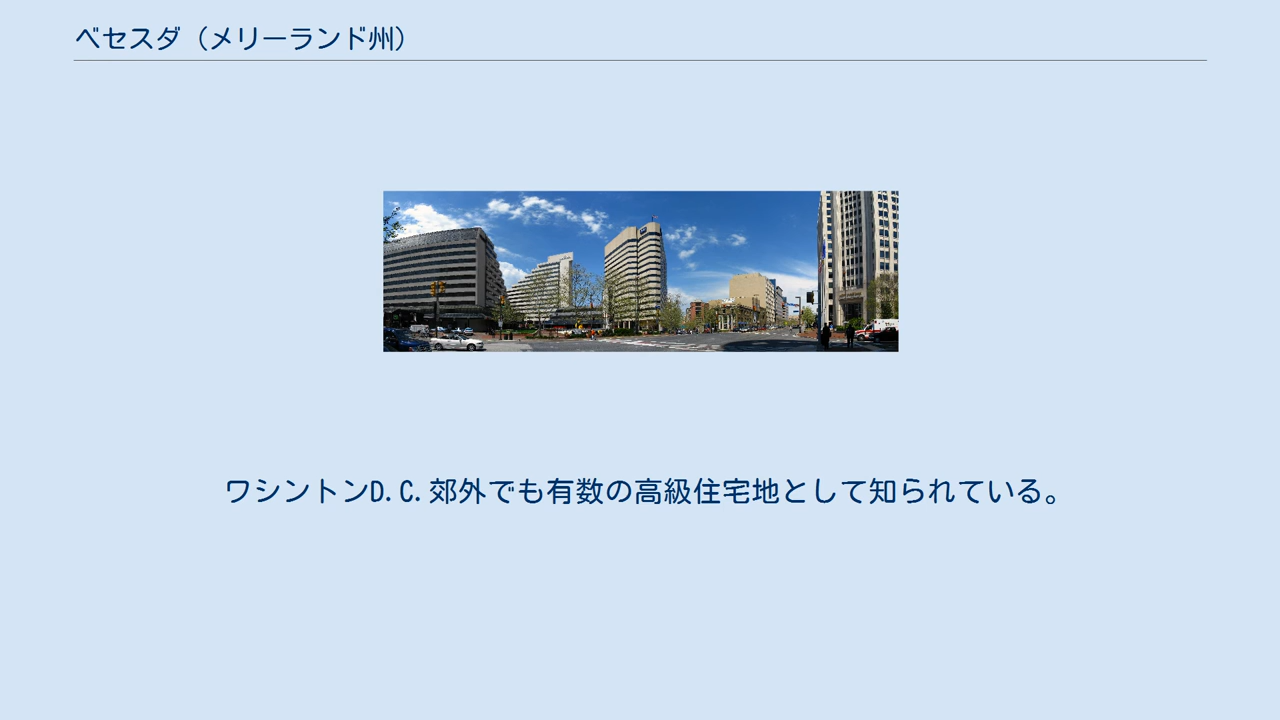 ベセスダ（メリーランド州）
ワシントンD.C.郊外でも有数の高級住宅地として知られている。